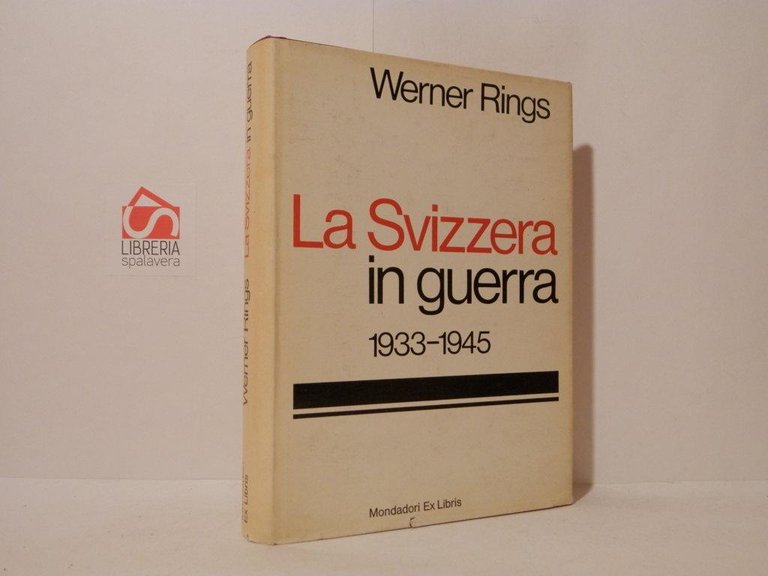 Werner Rings
La Svizzera
in guerra
1933-1945
Mondadori Ex Libris
Werner Rings La Svizzera in guerra
Ex Libris
LIBRERIA
spalavera